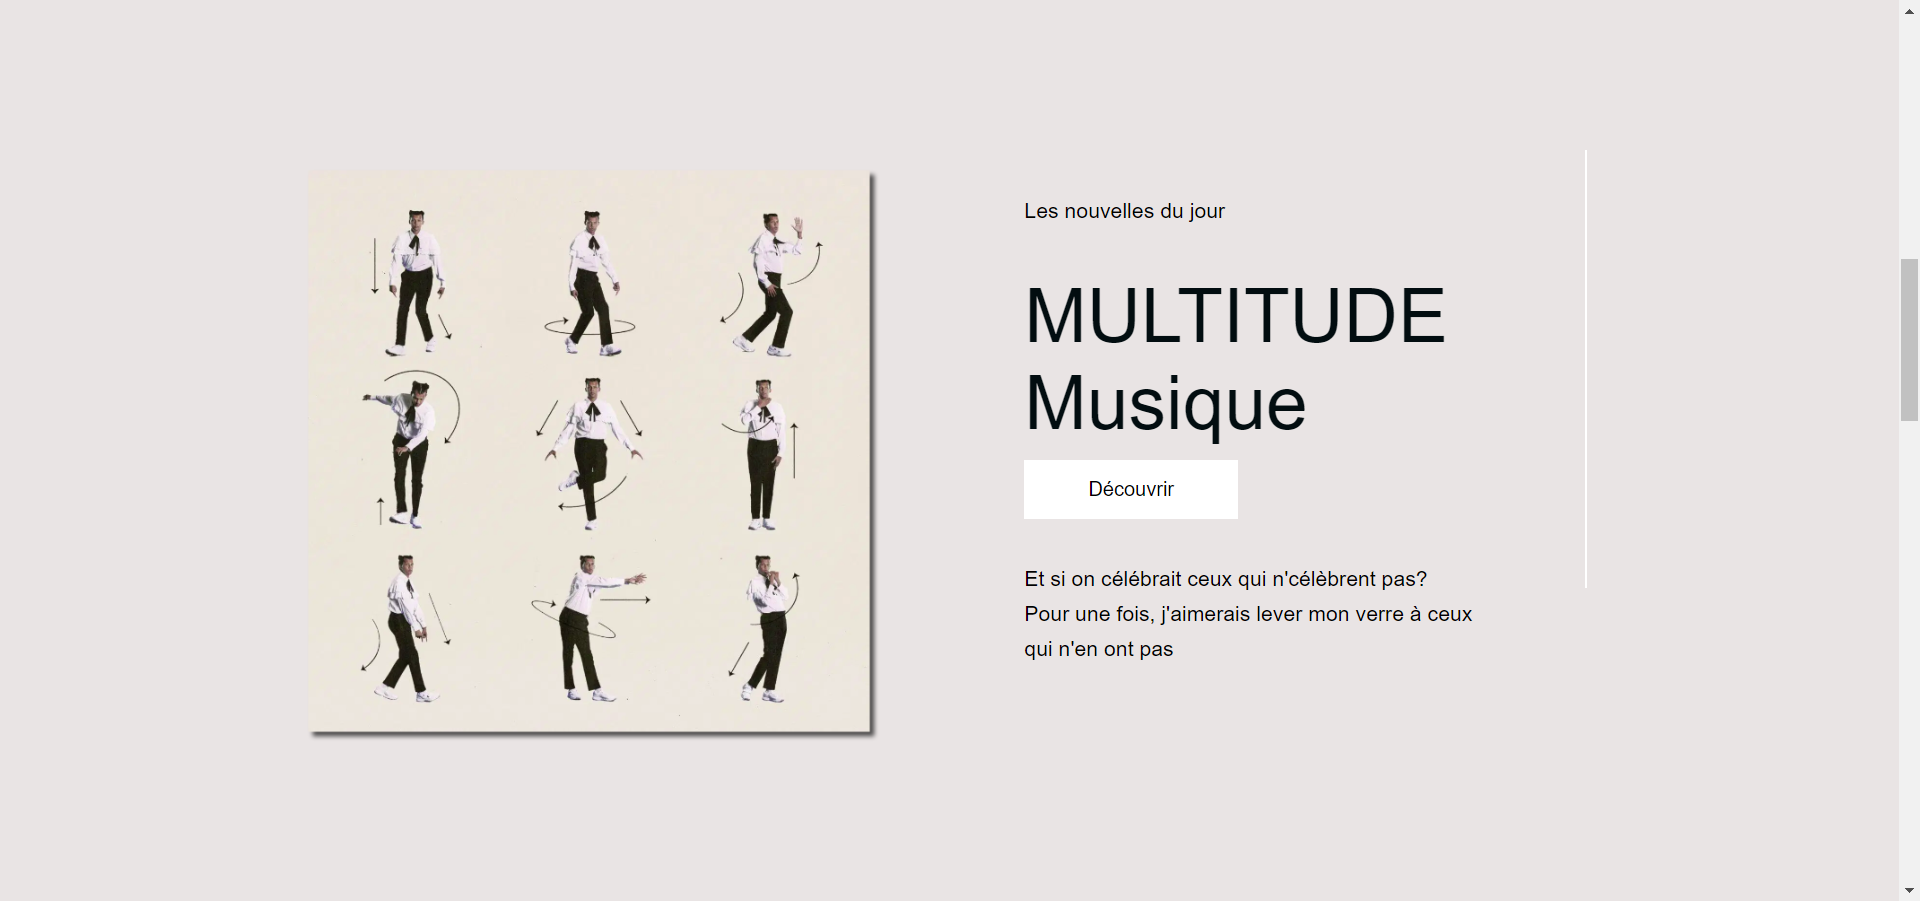 Les nouvelles du jour
MULTITUDE
Musique
Découvrir
Et si on célébrait ceux qui n'célèbrent pas?
Pour une fois, j'aimerais lever mon verre à ceux
qui n'en ont pas